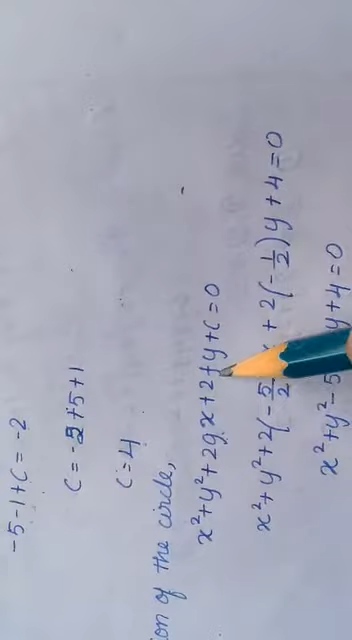 -5-1+c=-2
c=-2+5+1
c=4
ion of the circle,
x²+y²+2gx+2fy+c=0
x²+y²+2(-5/2)x+2(-1/2)y+4=0
x²+y²-5 y+4=0